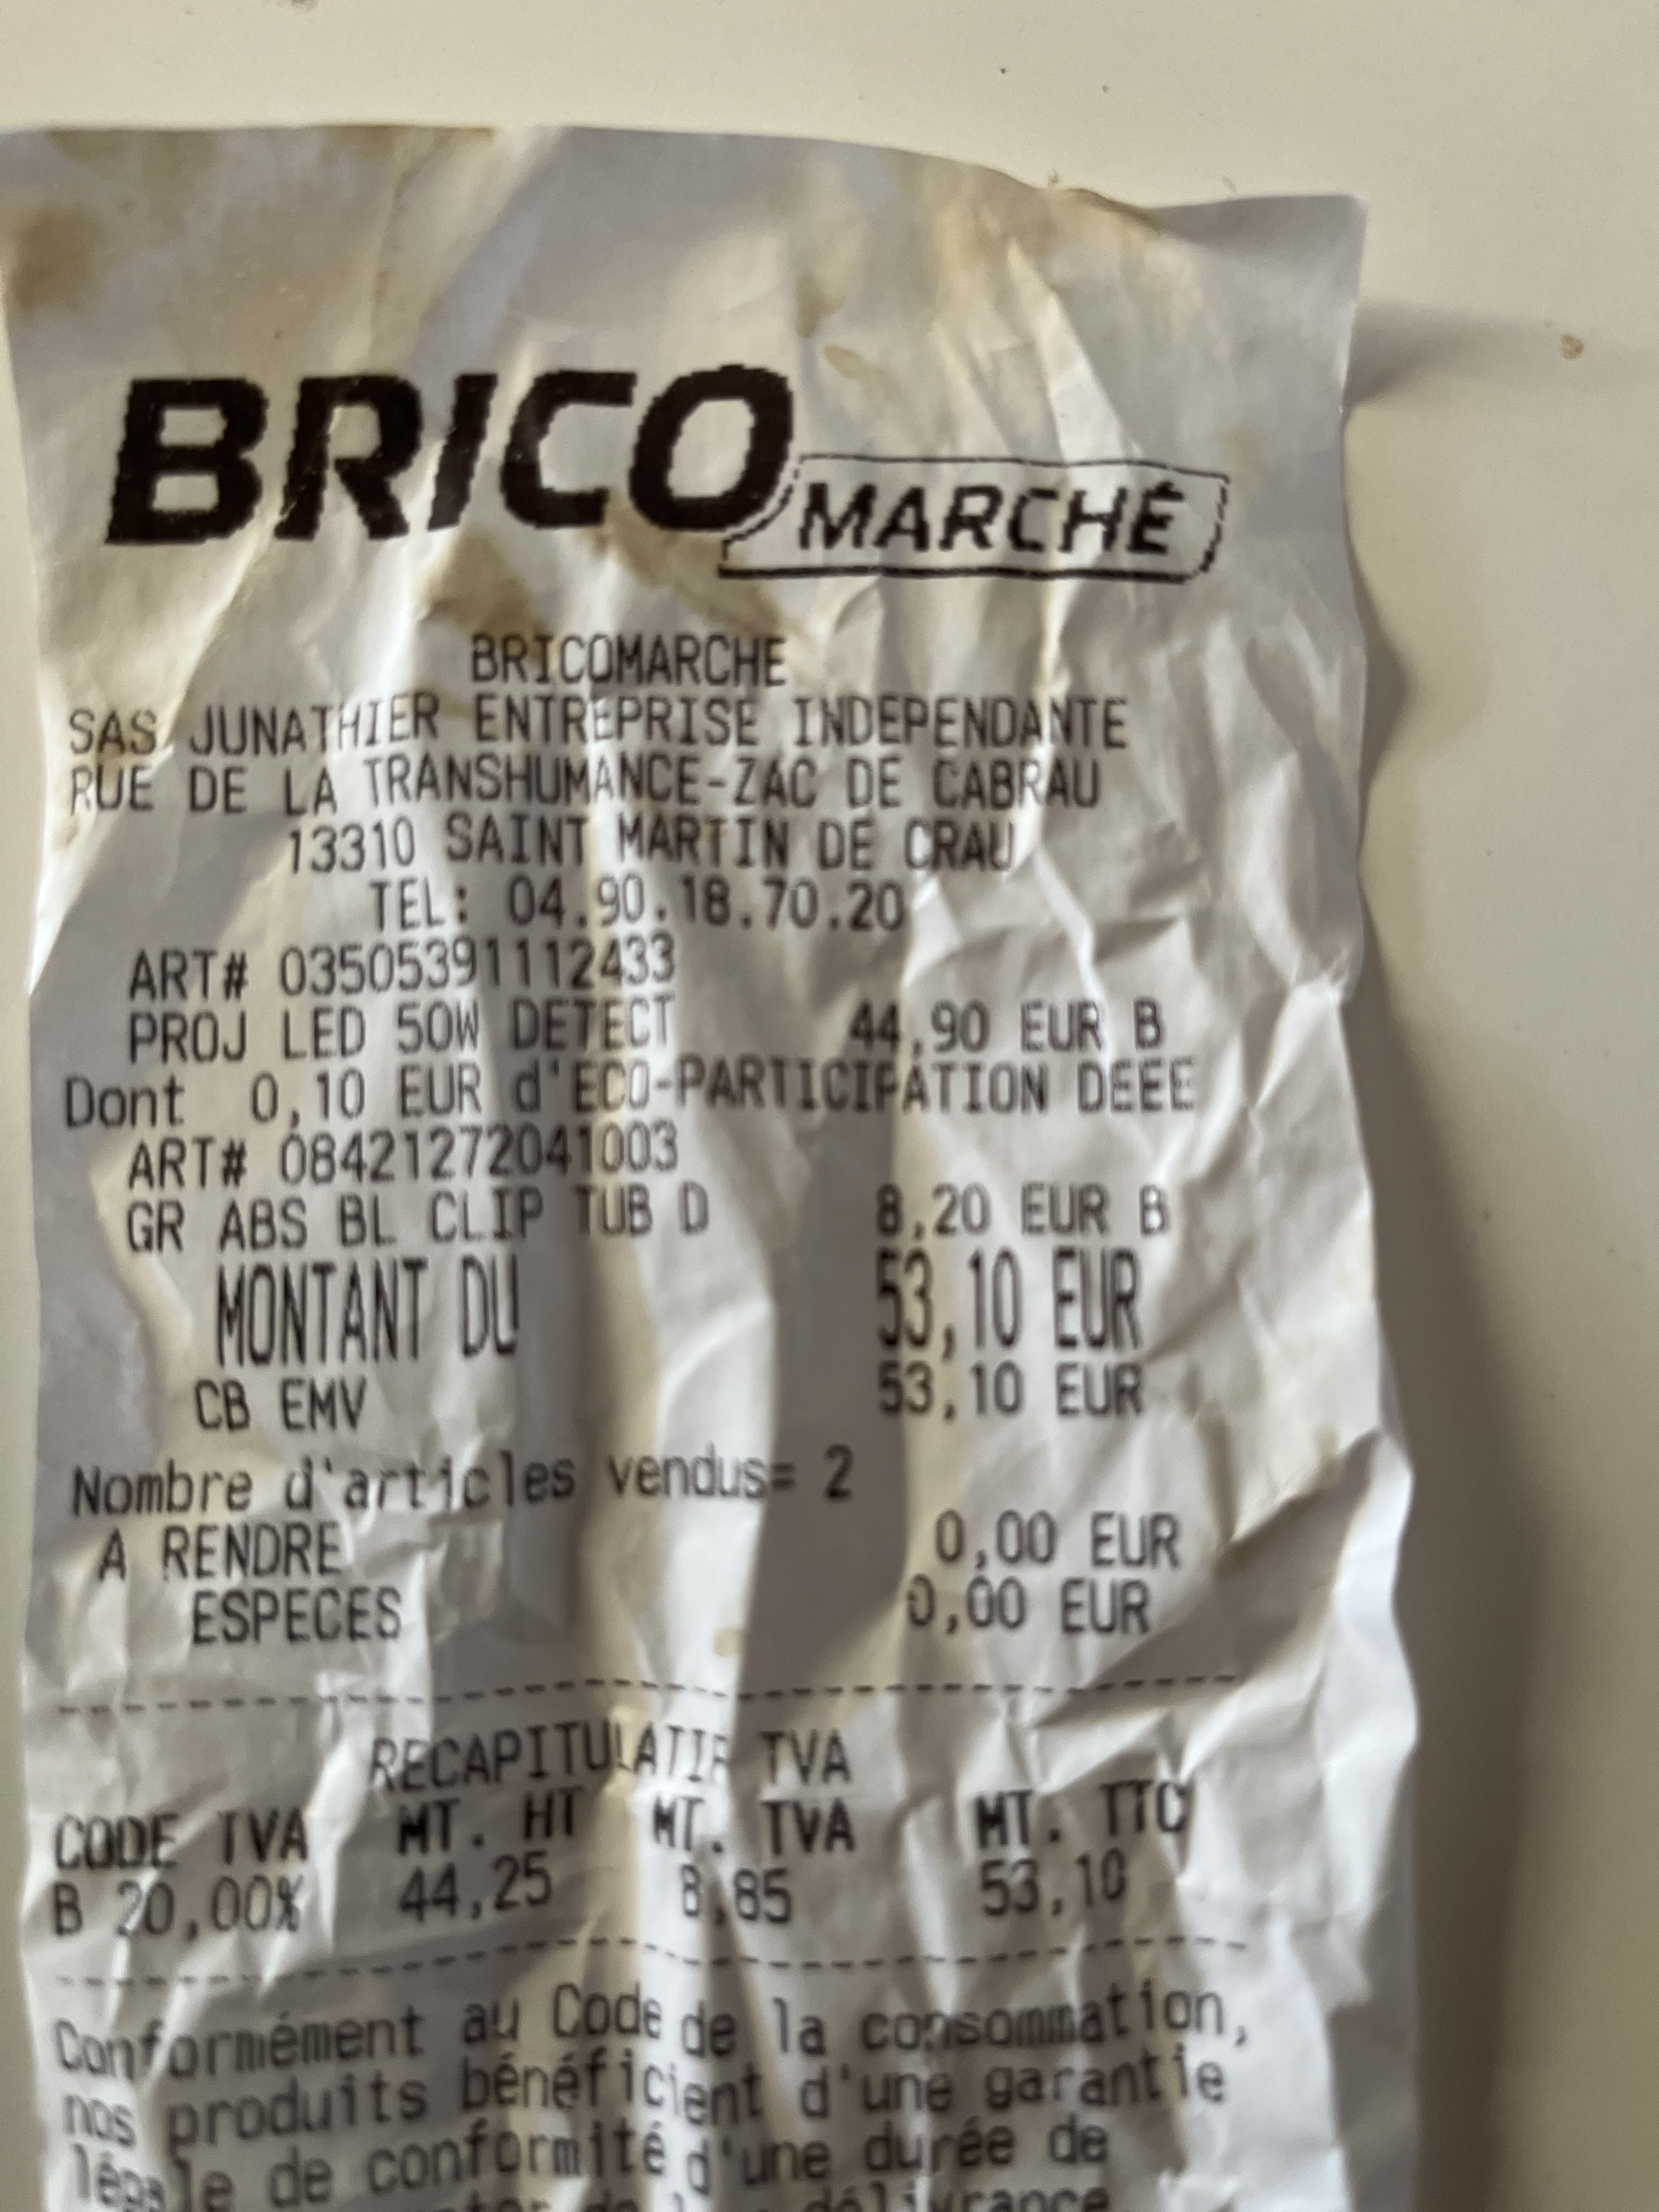 BRICO MARCHÉ
BRICOMARCHE
SAS JUNATHIER ENTREPRISE INDEPENDANTE
RUE DE LA TRANSHUMANCE-ZAC DE CABRAU
13310 SAINT MARTIN DE CRAU
TEL: 04.90.18.70.20
ART# 03505391112433
PROJ LED 50W DETECT 44,90 EUR B
Dont 0,10 EUR d'ECO-PARTICIPATION DEEE
ART# 08421272041003
GR ABS BL CLIP TUB D 8,20 EUR B
MONTANT DU 53,10 EUR
CB EMV 53,10 EUR
Nombre d'articles vendus= 2
A RENDRE 0,00 EUR
ESPECES 0,00 EUR
RECAPITULATIF TVA
CODE TVA MT. HT MT. TVA MT. TTC
B 20,00% 44,25 8,85 53,10
Conformément au Code de la consommation,
nos produits bénéficient d'une garantie
légale de conformité d'une durée de
délivrance